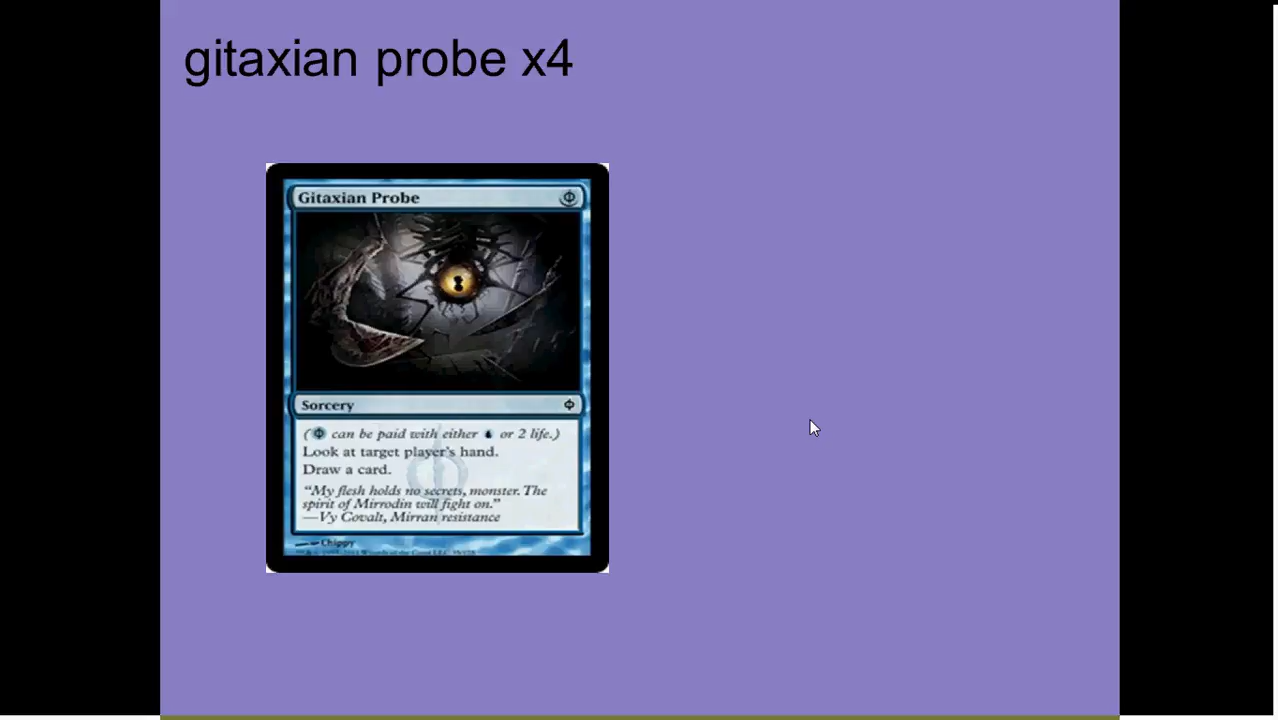 gitaxian probe x4
Gitaxian Probe
Sorcery
( can be paid with either or 2 life.)
Look at target player's hand.
Draw a card.
"My flesh holds no secrets, monster. The
spirit of Mirrodin will fight on."
—Vy Covalt, Mirran resistance
Chippy